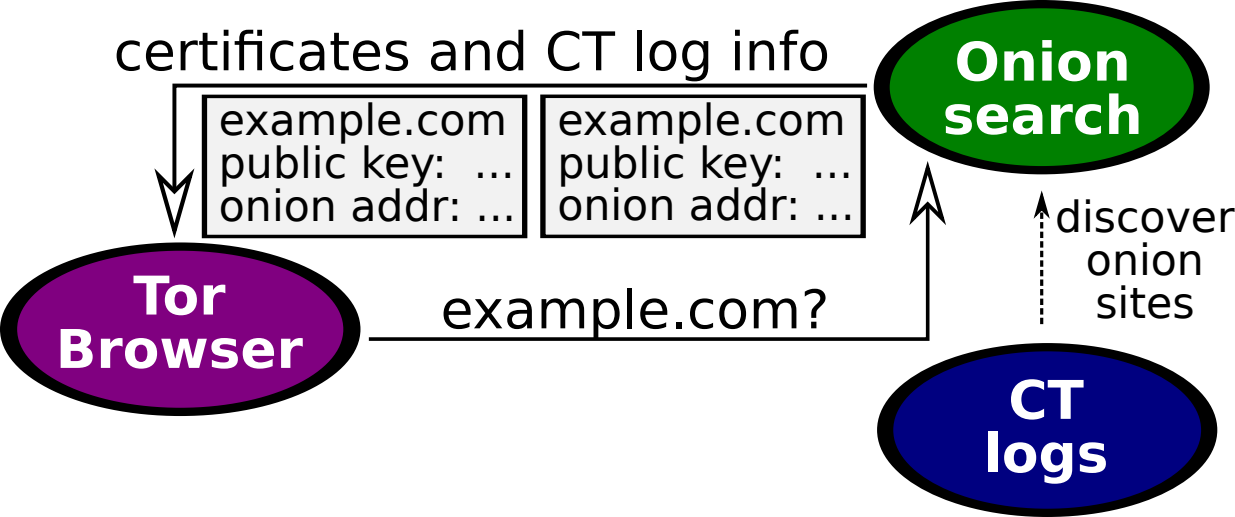 certificates and CT log info
Onion
search
example.com
public key:  ...
onion addr: ...
example.com
public key:  ...
onion addr: ...
discover
onion
sites
Tor
Browser
example.com?
CT
logs